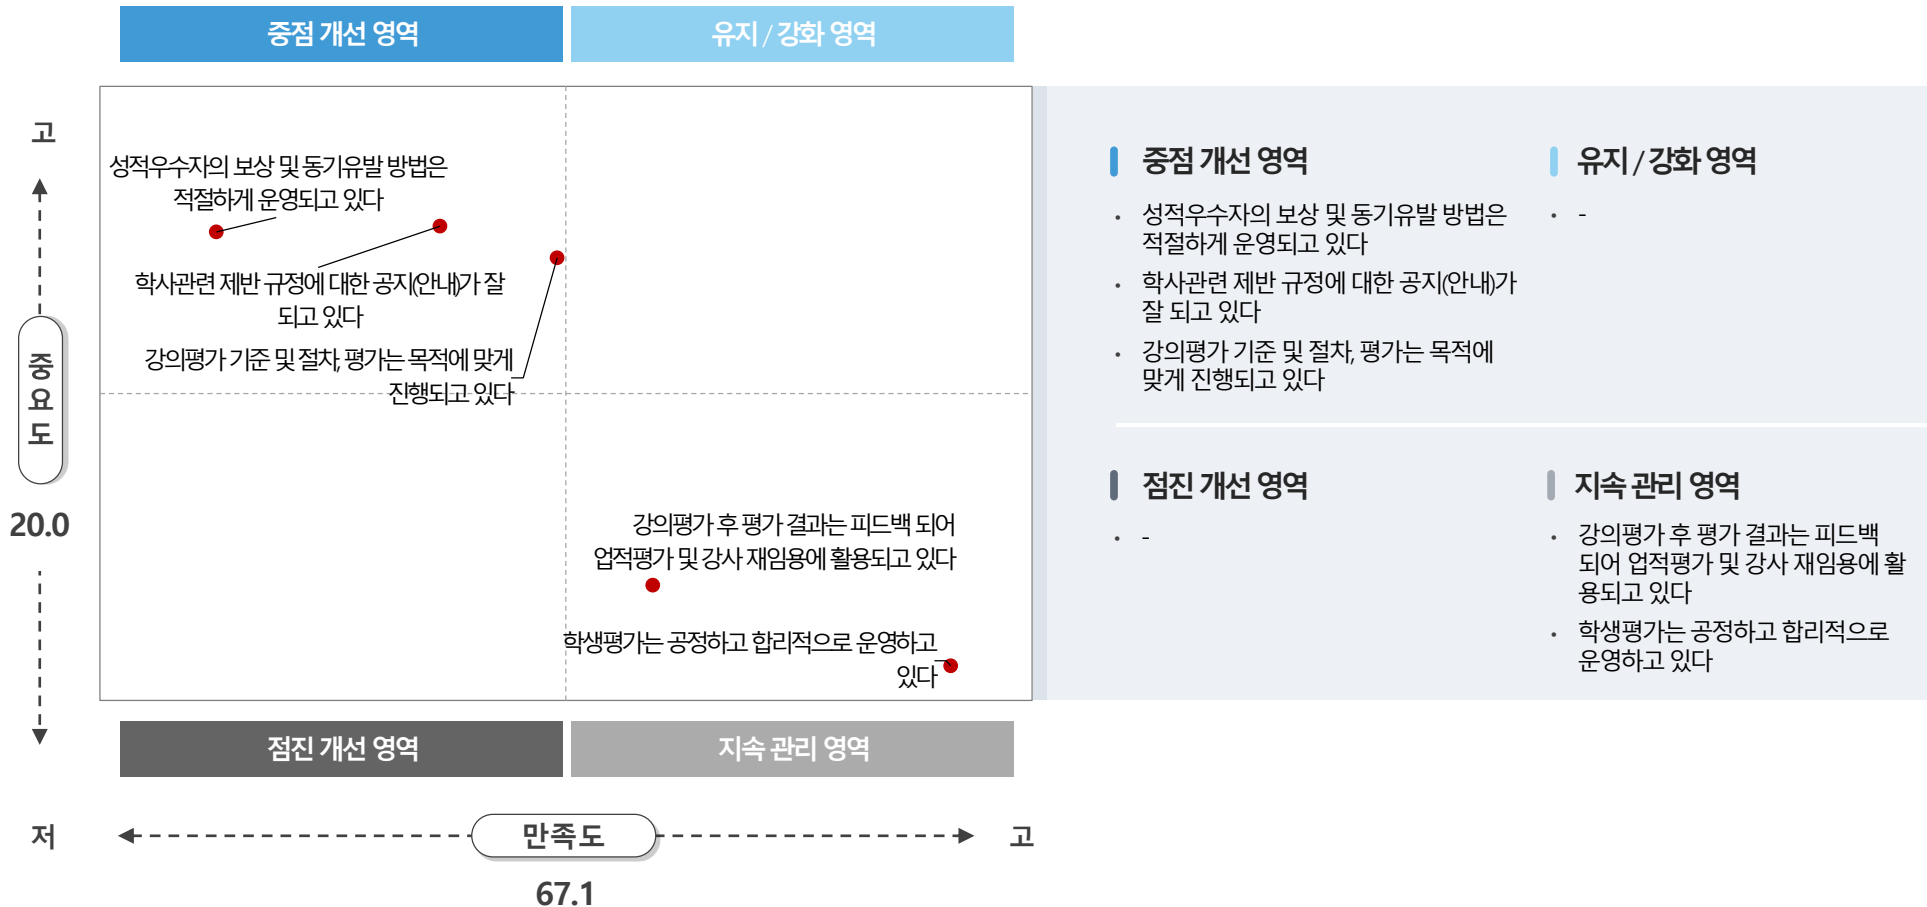 중점 개선 영역
유지 / 강화 영역
고
성적우수자의 보상 및 동기유발 방법은
적절하게 운영되고 있다
학사관련 제반 규정에 대한 공지(안내)가 잘
되고 있다
강의평가 기준 및 절차, 평가는 목적에 맞게
진행되고 있다
중요도
20.0
강의평가 후 평가 결과는 피드백 되어
업적평가 및 강사 재임용에 활용되고 있다
학생평가는 공정하고 합리적으로 운영하고
있다
점진 개선 영역
지속 관리 영역
저
만족도
고
67.1
중점 개선 영역
• 성적우수자의 보상 및 동기유발 방법은
적절하게 운영되고 있다
• 학사관련 제반 규정에 대한 공지(안내)가
잘 되고 있다
• 강의평가 기준 및 절차, 평가는 목적에
맞게 진행되고 있다
유지 / 강화 영역
• -
점진 개선 영역
• -
지속 관리 영역
• 강의평가 후 평가 결과는 피드백
되어 업적평가 및 강사 재임용에 활
용되고 있다
• 학생평가는 공정하고 합리적으로
운영하고 있다